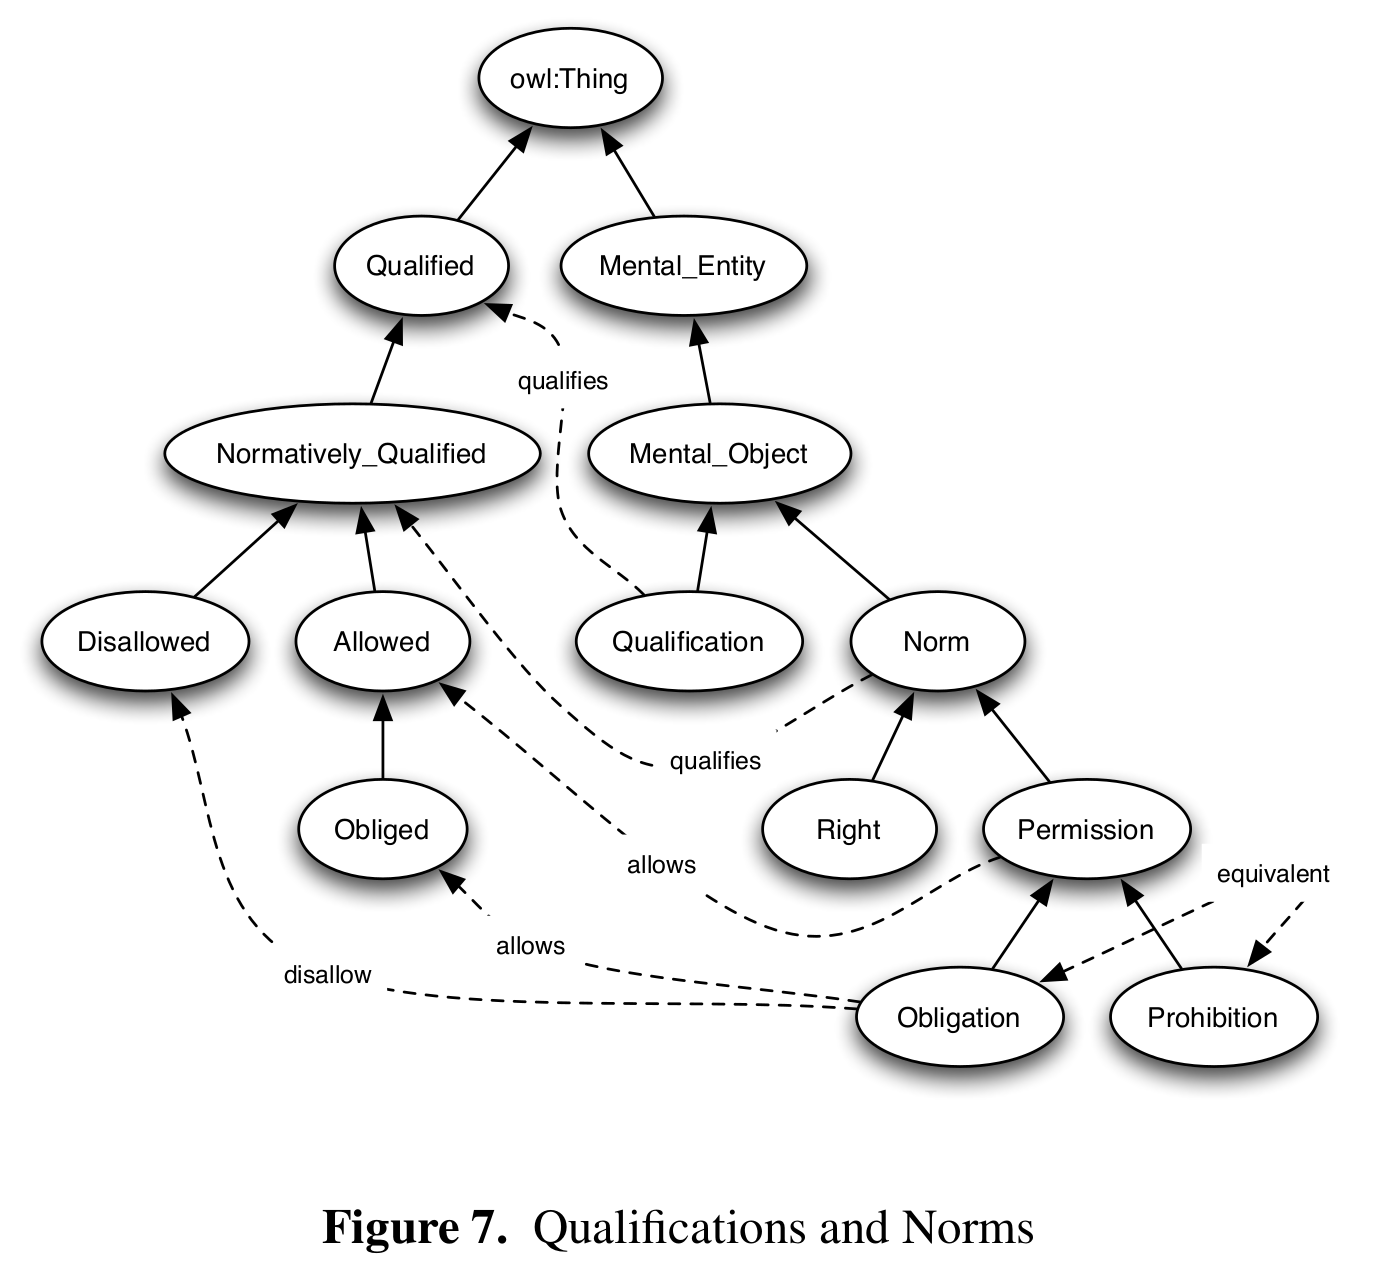 owl:Thing
Qualified
Mental_Entity
qualifies
Normatively_Qualified
Mental_Object
Disallowed
Allowed
Qualification
Norm
qualifies
Obliged
Right
Permission
allows
equivalent
allows
disallow
Obligation
Prohibition
Figure 7. Qualifications and Norms